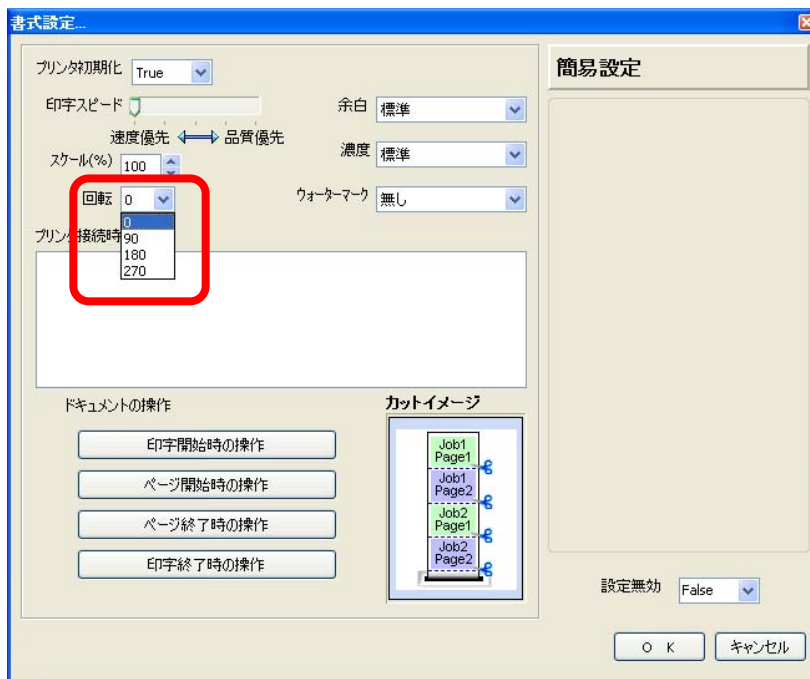 書式設定...
プリンタ初期化 True
印字スピード
速度優先 品質優先
スケール(%) 100
回転 0
0
90
180
270
プリンタ接続時
余白 標準
濃度 標準
ウォーターマーク 無し
ドキュメントの操作
印字開始時の操作
ページ開始時の操作
ページ終了時の操作
印字終了時の操作
カットイメージ
Job1
Page1
Job1
Page2
Job2
Page1
Job2
Page2
簡易設定
設定無効 False
O K
キャンセル